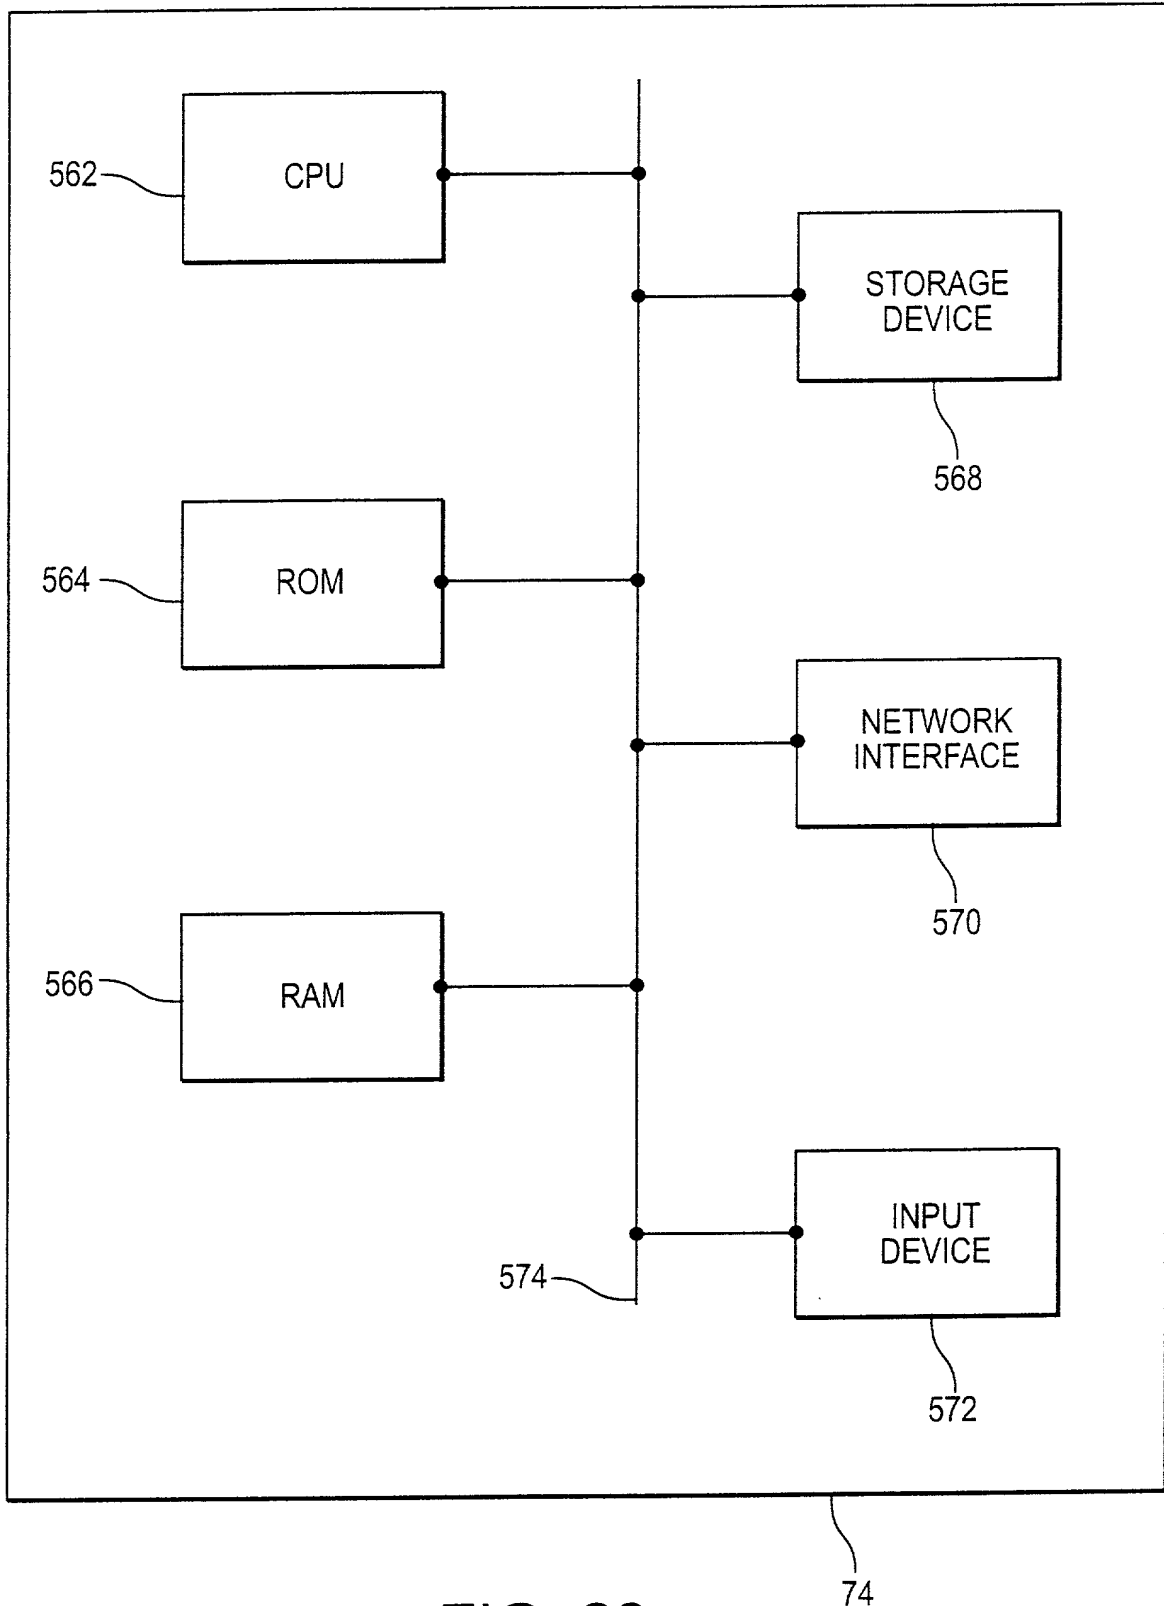 562
CPU
STORAGE
DEVICE
568
564
ROM
NETWORK
INTERFACE
570
566
RAM
INPUT
DEVICE
574
572
74